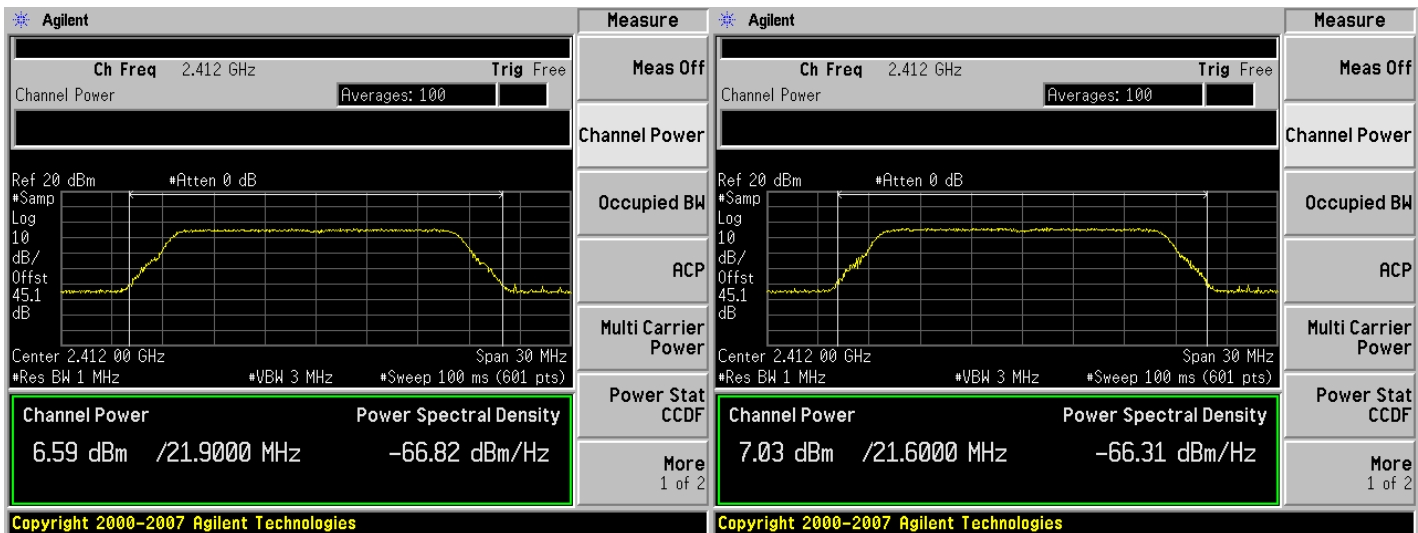 Agilent
Measure
Ch Freq 2.412 GHz Trig Free
Meas Off
Channel Power Averages: 100
Channel Power
Ref 20 dBm #Atten 0 dB
#Samp
Log
10
dB/
Offst
45.1
dB
Occupied BW
ACP
Multi Carrier
Power
Center 2.412 00 GHz Span 30 MHz
#Res BW 1 MHz #VBW 3 MHz #Sweep 100 ms (601 pts)
Power Stat
CCDF
Channel Power Power Spectral Density
6.59 dBm /21.9000 MHz -66.82 dBm/Hz
More
1 of 2
Copyright 2000-2007 Agilent Technologies
Agilent
Measure
Ch Freq 2.412 GHz Trig Free
Meas Off
Channel Power Averages: 100
Channel Power
Ref 20 dBm #Atten 0 dB
#Samp
Log
10
dB/
Offst
45.1
dB
Occupied BW
ACP
Multi Carrier
Power
Center 2.412 00 GHz Span 30 MHz
#Res BW 1 MHz #VBW 3 MHz #Sweep 100 ms (601 pts)
Power Stat
CCDF
Channel Power Power Spectral Density
7.03 dBm /21.6000 MHz -66.31 dBm/Hz
More
1 of 2
Copyright 2000-2007 Agilent Technologies